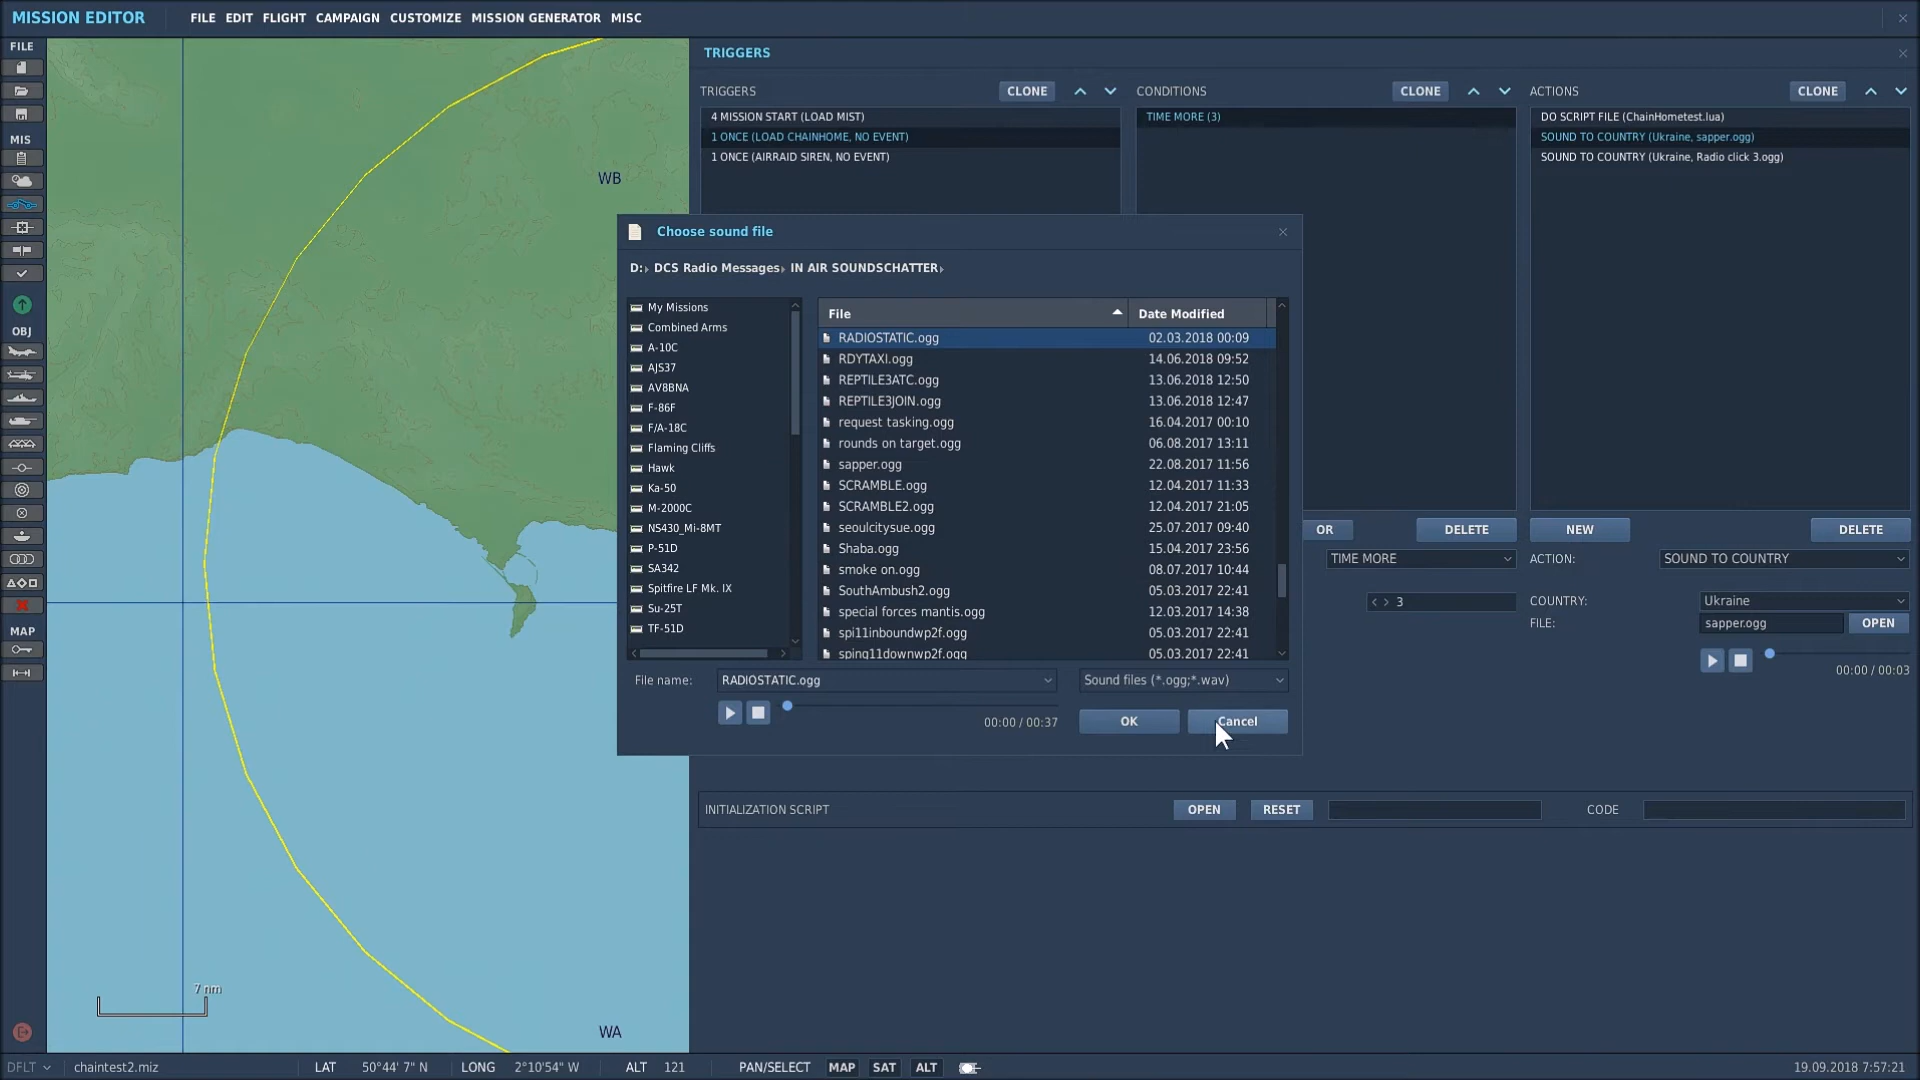 MISSION EDITOR
FILE EDIT FLIGHT CAMPAIGN CUSTOMIZE MISSION GENERATOR MISC
FILE
MIS
OBJ
MAP
WB
WA
7 nm
TRIGGERS
TRIGGERS CLONE
4 MISSION START (LOAD MIST)
1 ONCE (LOAD CHAINHOME, NO EVENT)
1 ONCE (AIRRAID SIREN, NO EVENT)
CONDITIONS CLONE
TIME MORE (3)
ACTIONS CLONE
DO SCRIPT FILE (ChainHometest.lua)
SOUND TO COUNTRY (Ukraine, sapper.ogg)
SOUND TO COUNTRY (Ukraine, Radio click 3.ogg)
Choose sound file
D: DCS Radio Messages IN AIR SOUNDSCHATTER
My Missions
Combined Arms
A-10C
AJS37
AV8BNA
F-86F
F/A-18C
Flaming Cliffs
Hawk
Ka-50
M-2000C
NS430_Mi-8MT
P-51D
SA342
Spitfire LF Mk. IX
Su-25T
TF-51D
File Date Modified
RADIOSTATIC.ogg 02.03.2018 00:09
RDYTAXI.ogg 14.06.2018 09:52
REPTILE3ATC.ogg 13.06.2018 12:50
REPTILE3JOIN.ogg 13.06.2018 12:47
request tasking.ogg 16.04.2017 00:10
rounds on target.ogg 06.08.2017 13:11
sapper.ogg 22.08.2017 11:56
SCRAMBLE.ogg 12.04.2017 11:33
SCRAMBLE2.ogg 12.04.2017 21:05
seoulcitysue.ogg 25.07.2017 09:40
Shaba.ogg 15.04.2017 23:56
smoke on.ogg 08.07.2017 10:44
SouthAmbush2.ogg 05.03.2017 22:41
special forces mantis.ogg 12.03.2017 14:38
spi11inboundwp2f.ogg 05.03.2017 22:41
sping11downwp2f.ogg 05.03.2017 22:41
File name: RADIOSTATIC.ogg Sound files (*.ogg;*.wav)
00:00 / 00:37 OK Cancel
OR DELETE
TIME MORE
3
NEW DELETE
ACTION: SOUND TO COUNTRY
COUNTRY: Ukraine
FILE: sapper.ogg OPEN
00:00 / 00:03
INITIALIZATION SCRIPT OPEN RESET CODE
DFLT chaintest2.miz LAT 50°44' 7" N LONG 2°10'54" W ALT 121 PAN/SELECT MAP SAT ALT 19.09.2018 7:57:21